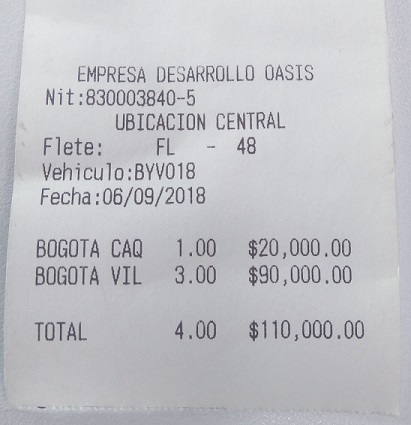 EMPRESA DESARROLLO OASIS
Nit:830003840-5
UBICACION CENTRAL
Flete: FL - 48
Vehiculo:BYV018
Fecha:06/09/2018
BOGOTA CAQ 1.00 $20,000.00
BOGOTA VIL 3.00 $90,000.00
TOTAL 4.00 $110,000.00